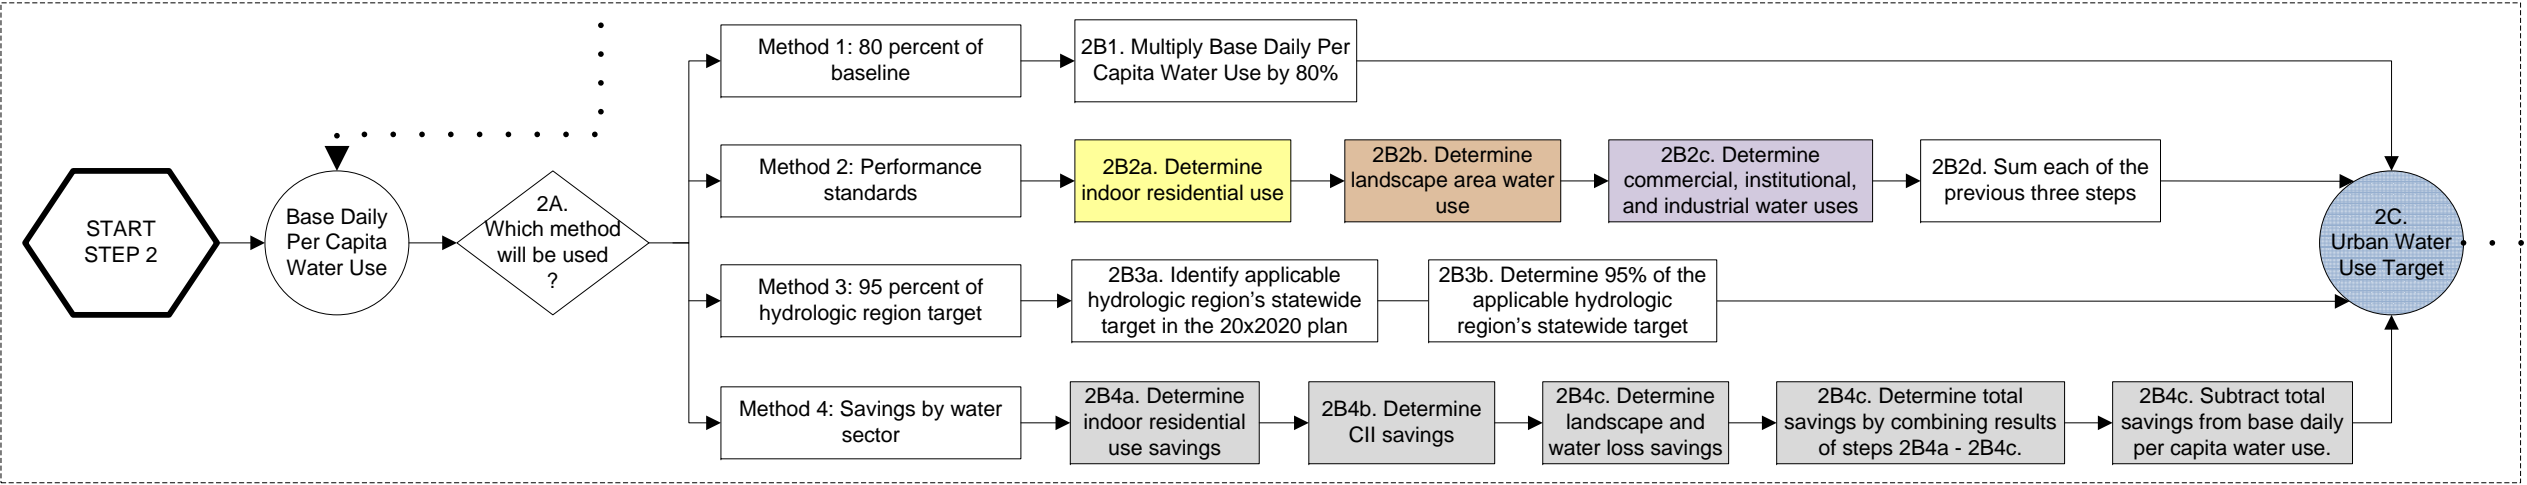 START
STEP 2
Base Daily
Per Capita
Water Use
2A.
Which method
will be used
?
Method 1: 80 percent of
baseline
2B1. Multiply Base Daily Per
Capita Water Use by 80%
Method 2: Performance
standards
2B2a. Determine
indoor residential use
2B2b. Determine
landscape area water
use
2B2c. Determine
commercial, institutional,
and industrial water uses
2B2d. Sum each of the
previous three steps
Method 3: 95 percent of
hydrologic region target
2B3a. Identify applicable
hydrologic region’s statewide
target in the 20x2020 plan
2B3b. Determine 95% of the
applicable hydrologic
region’s statewide target
Method 4: Savings by water
sector
2B4a. Determine
indoor residential
use savings
2B4b. Determine
CII savings
2B4c. Determine
landscape and
water loss savings
2B4c. Determine total
savings by combining results
of steps 2B4a - 2B4c.
2B4c. Subtract total
savings from base daily
per capita water use.
2C.
Urban Water
Use Target